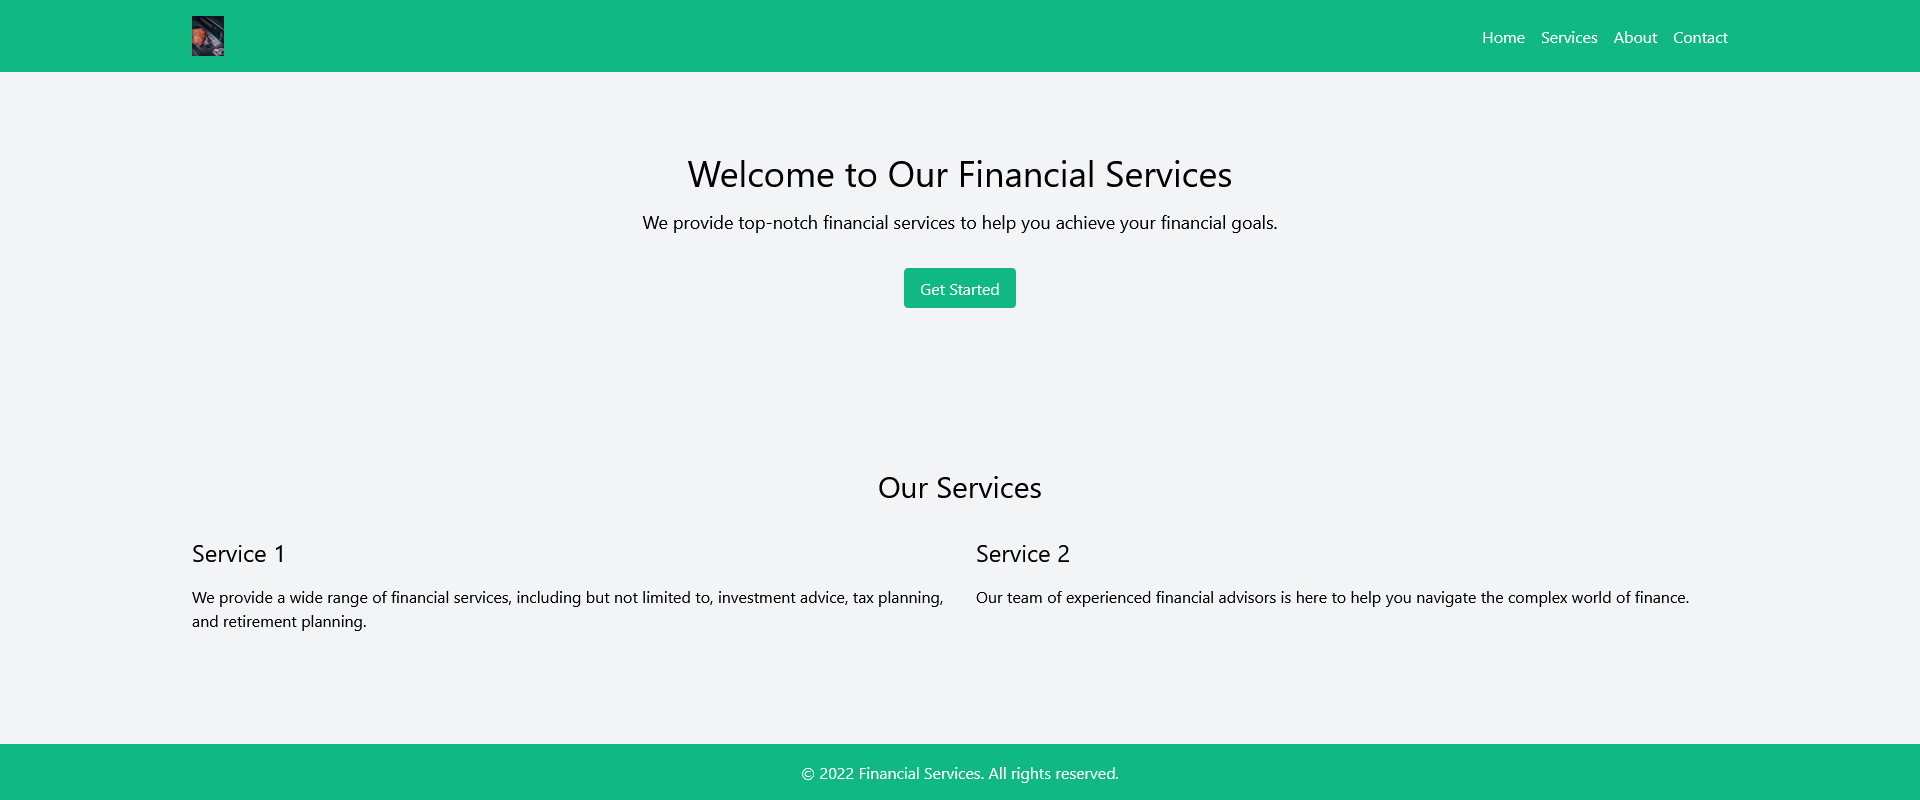 Home Services About Contact
Welcome to Our Financial Services
We provide top-notch financial services to help you achieve your financial goals.
Get Started
Our Services
Service 1
We provide a wide range of financial services, including but not limited to, investment advice, tax planning,
and retirement planning.
Service 2
Our team of experienced financial advisors is here to help you navigate the complex world of finance.
© 2022 Financial Services. All rights reserved.